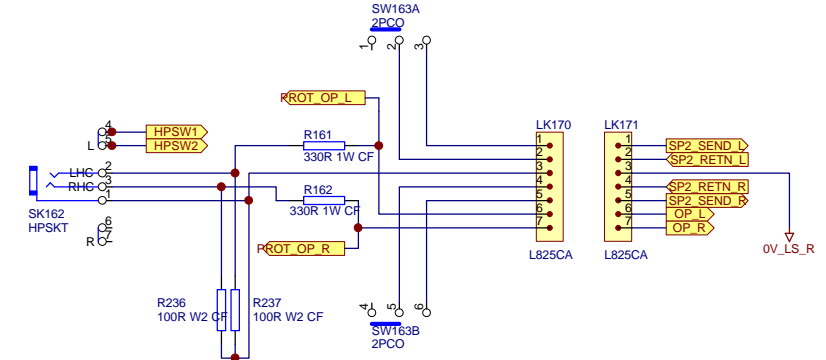 SW163A
2PCO
1
2
3
PROT_OP_L
LK170
LK171
4
HPSW1
L
5
HPSW2
R161
330R 1W CF
1
2
3
4
5
6
7
1
2
3
4
5
6
7
SP2_SEND_L
SP2_RETN_L
SP2_RETN_R
SP2_SEND_R
OP_L
OP_R
LHC
2
RHC
3
1
SK162
HPSKT
R162
330R 1W CF
6
R
7
PROT_OP_R
L825CA
L825CA
0V_LS_R
R236
100R W2 CF
R237
100R W2 CF
4
5
6
SW163B
2PCO